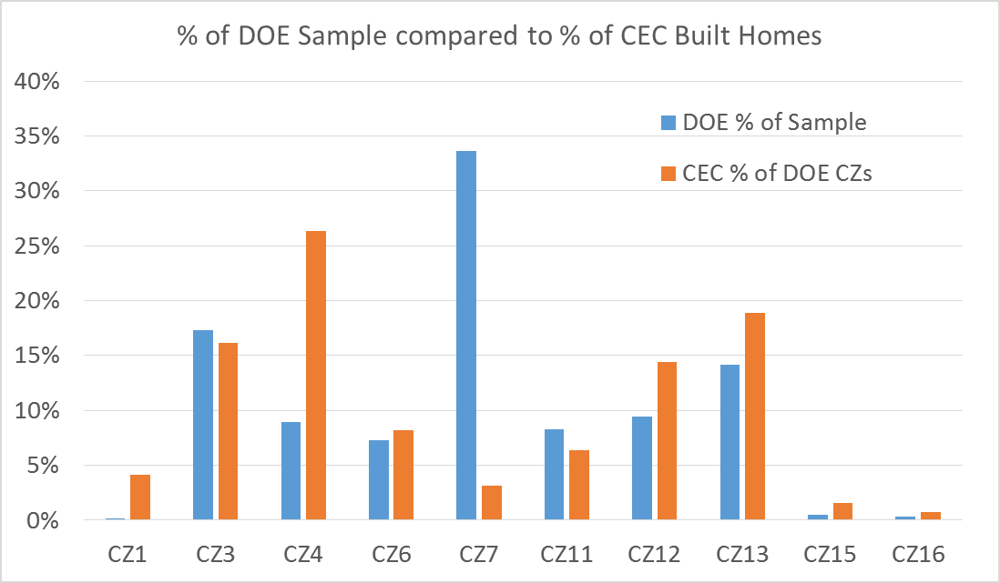 % of DOE Sample compared to % of CEC Built Homes
40%
35%
30%
25%
20%
15%
10%
5%
0%
DOE % of Sample
CEC % of DOE CZs
CZ1 CZ3 CZ4 CZ6 CZ7 CZ11 CZ12 CZ13 CZ15 CZ16